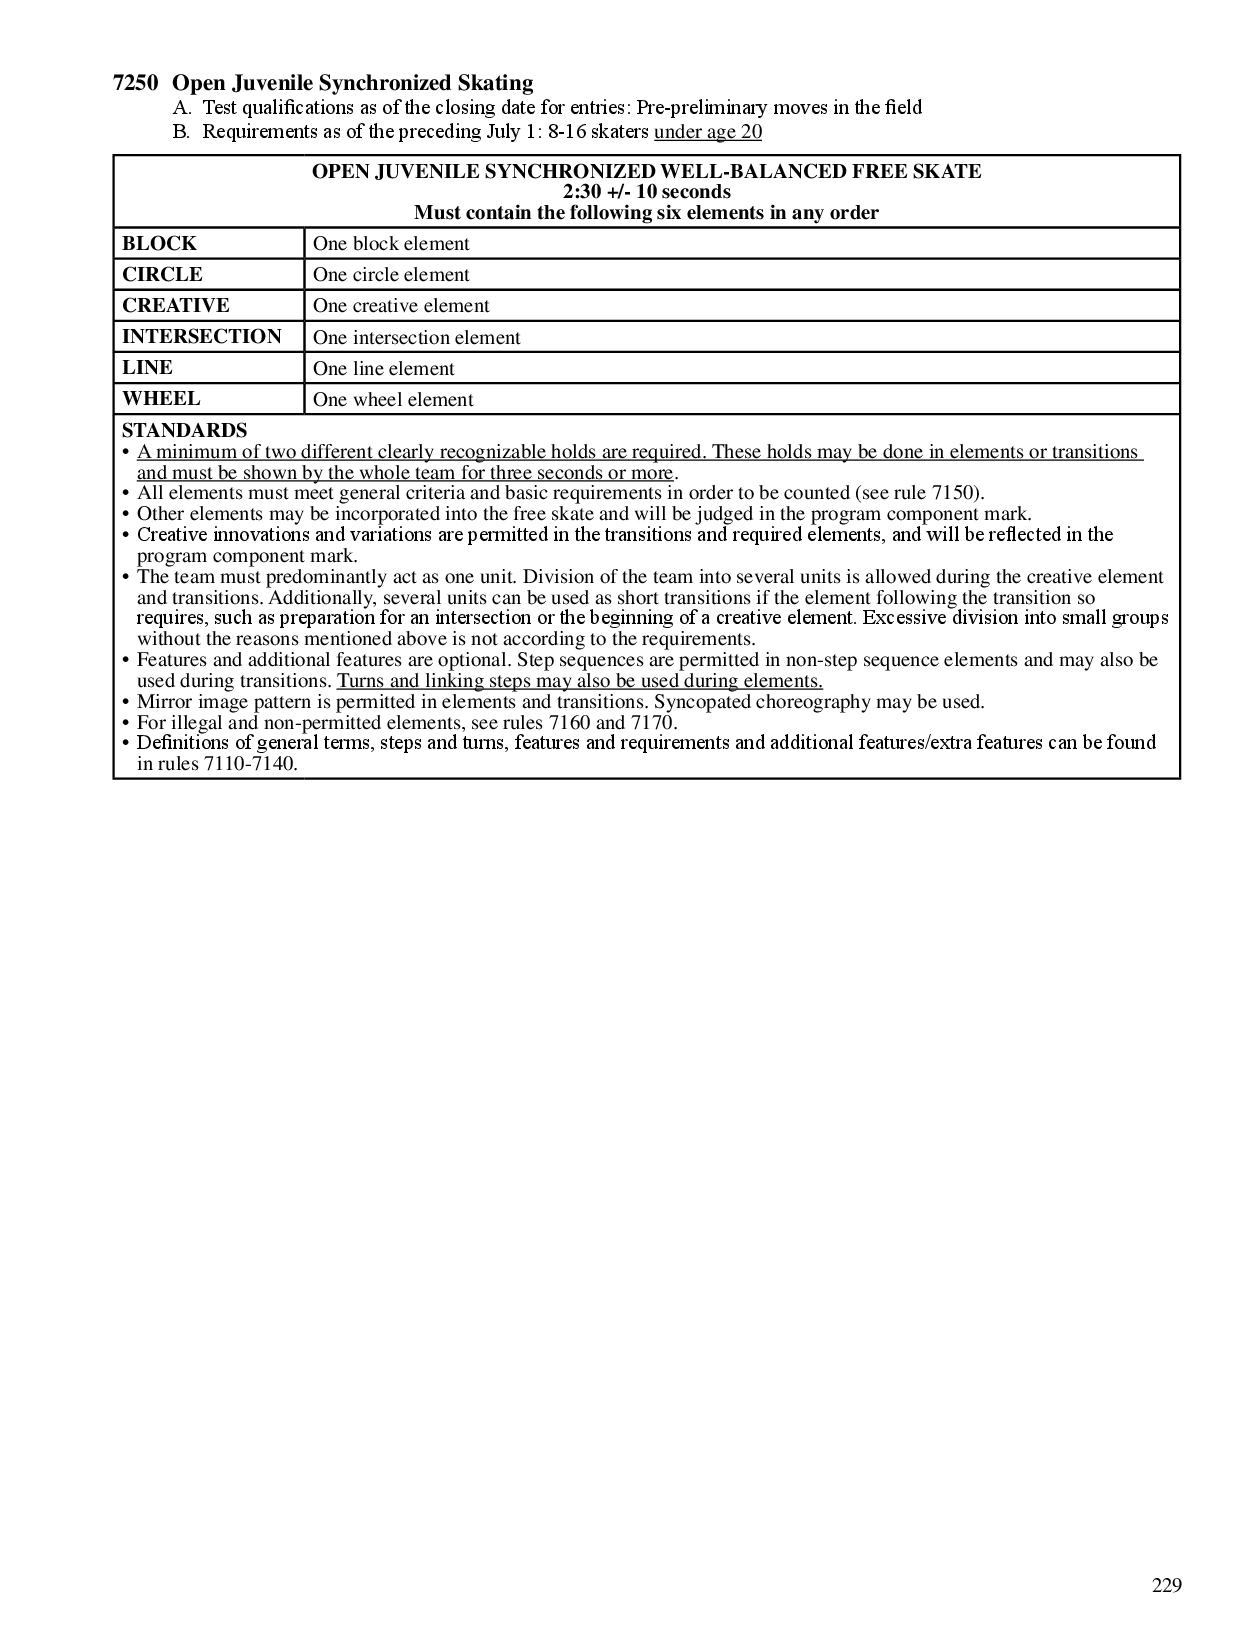 7250 Open Juvenile Synchronized Skating
A. Test qualifications as of the closing date for entries: Pre-preliminary moves in the field
B. Requirements as of the preceding July 1: 8-16 skaters under age 20
OPEN JUVENILE SYNCHRONIZED WELL-BALANCED FREE SKATE
2:30 +/- 10 seconds
Must contain the following six elements in any order
BLOCK One block element
CIRCLE One circle element
CREATIVE One creative element
INTERSECTION One intersection element
LINE One line element
WHEEL One wheel element
STANDARDS
• A minimum of two different clearly recognizable holds are required. These holds may be done in elements or transitions
and must be shown by the whole team for three seconds or more.
• All elements must meet general criteria and basic requirements in order to be counted (see rule 7150).
• Other elements may be incorporated into the free skate and will be judged in the program component mark.
• Creative innovations and variations are permitted in the transitions and required elements, and will be reflected in the
program component mark.
• The team must predominantly act as one unit. Division of the team into several units is allowed during the creative element
and transitions. Additionally, several units can be used as short transitions if the element following the transition so
requires, such as preparation for an intersection or the beginning of a creative element. Excessive division into small groups
without the reasons mentioned above is not according to the requirements.
• Features and additional features are optional. Step sequences are permitted in non-step sequence elements and may also be
used during transitions. Turns and linking steps may also be used during elements.
• Mirror image pattern is permitted in elements and transitions. Syncopated choreography may be used.
• For illegal and non-permitted elements, see rules 7160 and 7170.
• Definitions of general terms, steps and turns, features and requirements and additional features/extra features can be found
in rules 7110-7140.
229